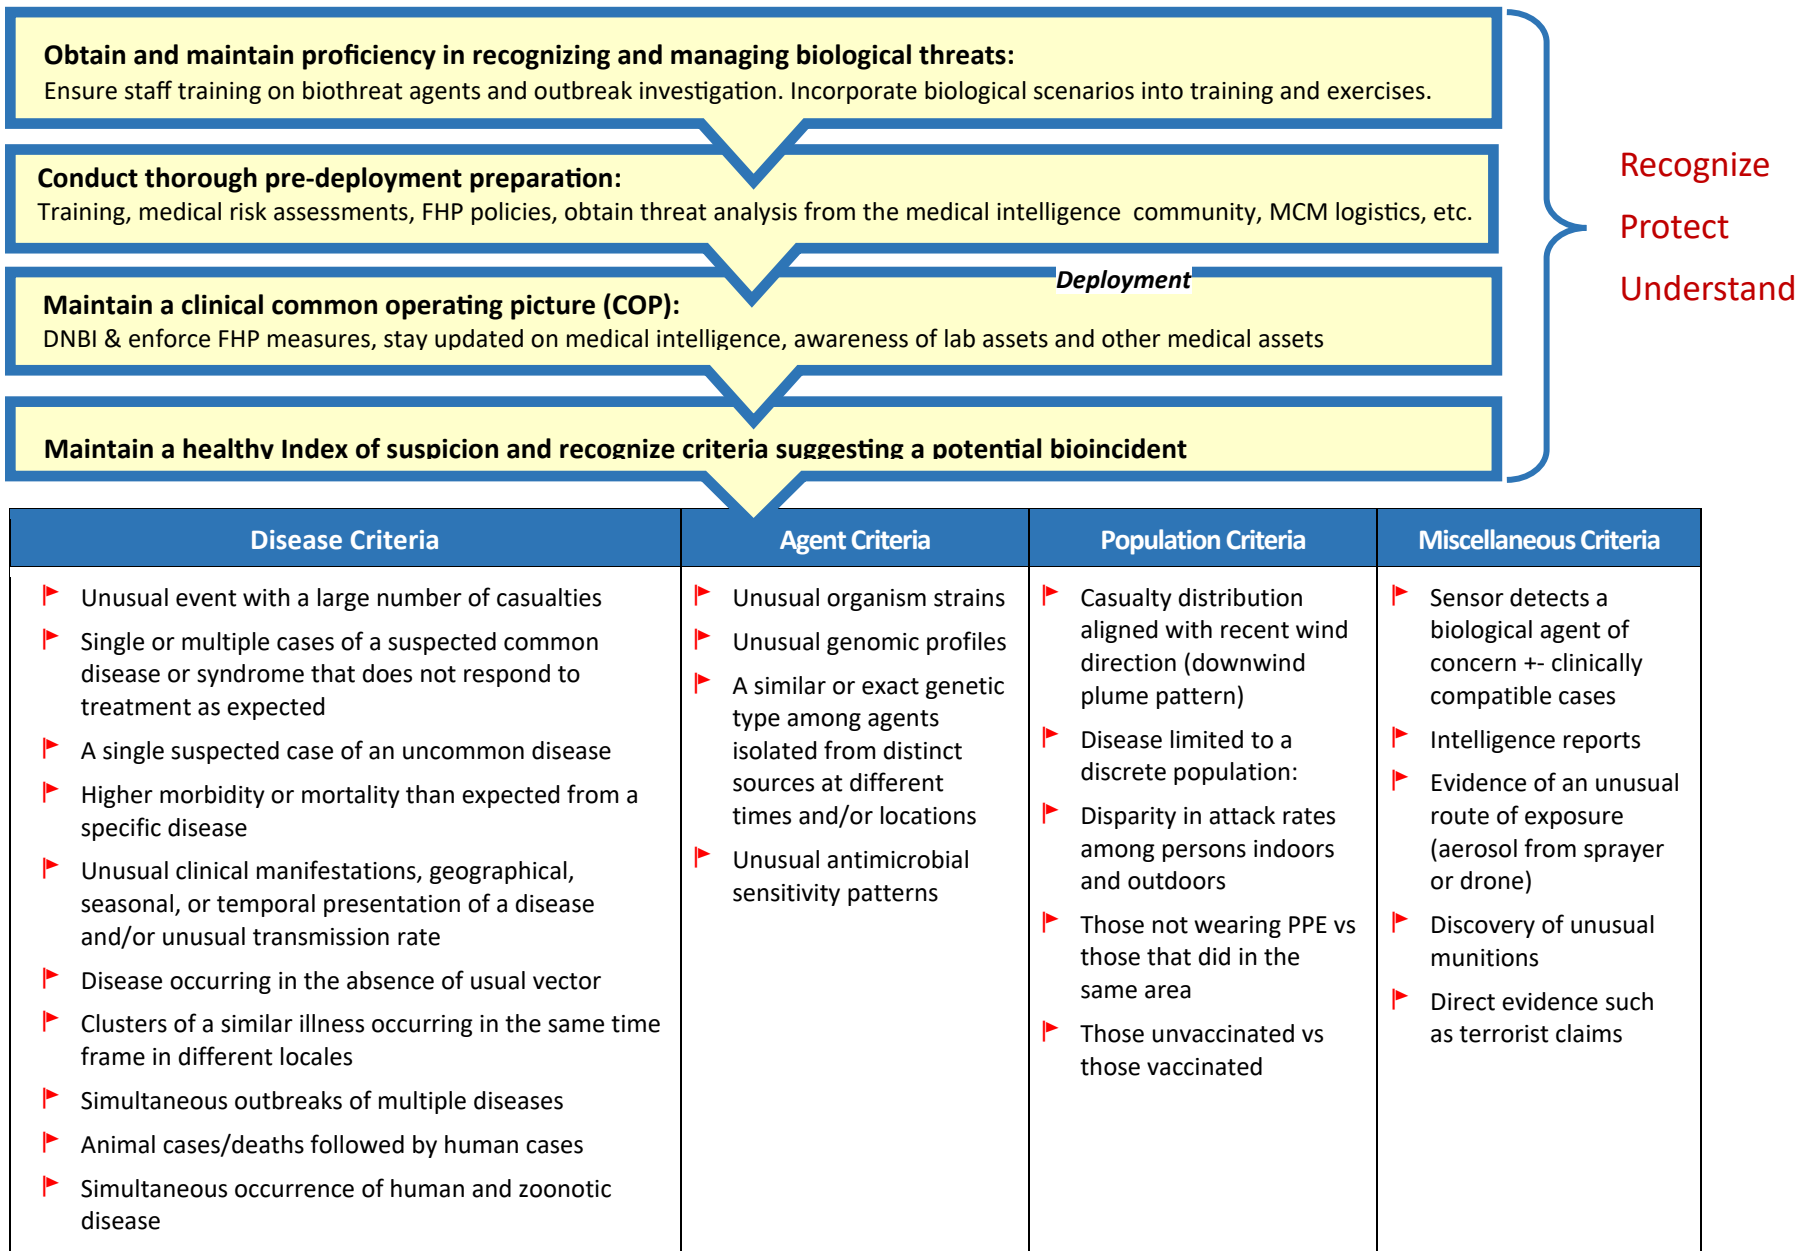 Obtain and maintain proficiency in recognizing and managing biological threats:
Ensure staff training on biothreat agents and outbreak investigation. Incorporate biological scenarios into training and exercises.
Conduct thorough pre-deployment preparation:
Training, medical risk assessments, FHP policies, obtain threat analysis from the medical intelligence community, MCM logistics, etc.
Deployment
Maintain a clinical common operating picture (COP):
DNBI & enforce FHP measures, stay updated on medical intelligence, awareness of lab assets and other medical assets
Maintain a healthy Index of suspicion and recognize criteria suggesting a potential bioincident
Recognize
Protect
Understand
Disease Criteria
Unusual event with a large number of casualties
Single or multiple cases of a suspected common
disease or syndrome that does not respond to
treatment as expected
A single suspected case of an uncommon disease
Higher morbidity or mortality than expected from a
specific disease
Unusual clinical manifestations, geographical,
seasonal, or temporal presentation of a disease
and/or unusual transmission rate
Disease occurring in the absence of usual vector
Clusters of a similar illness occurring in the same time
frame in different locales
Simultaneous outbreaks of multiple diseases
Animal cases/deaths followed by human cases
Simultaneous occurrence of human and zoonotic
disease
Agent Criteria
Unusual organism strains
Unusual genomic profiles
A similar or exact genetic
type among agents
isolated from distinct
sources at different
times and/or locations
Unusual antimicrobial
sensitivity patterns
Population Criteria
Casualty distribution
aligned with recent wind
direction (downwind
plume pattern)
Disease limited to a
discrete population:
Disparity in attack rates
among persons indoors
and outdoors
Those not wearing PPE vs
those that did in the
same area
Those unvaccinated vs
those vaccinated
Miscellaneous Criteria
Sensor detects a
biological agent of
concern +- clinically
compatible cases
Intelligence reports
Evidence of an unusual
route of exposure
(aerosol from sprayer
or drone)
Discovery of unusual
munitions
Direct evidence such
as terrorist claims